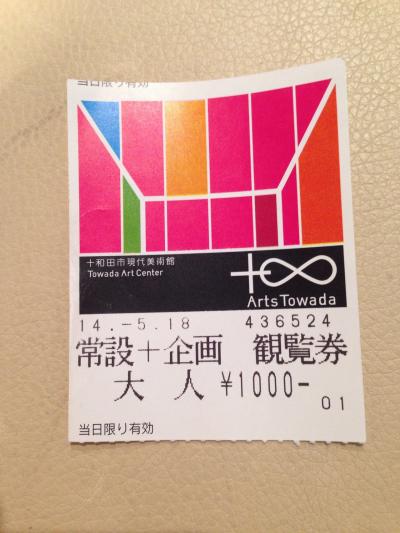 当日限り有効
十和田市現代美術館
Towada Art Center
Arts Towada
14.-5.18 436524
常設+企画 観覧券
大人 ¥1000-
01
当日限り有効